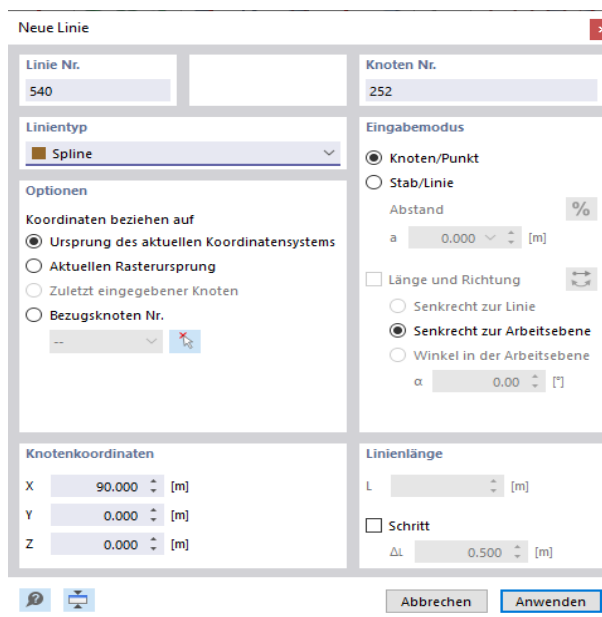 Neue Linie
Linie Nr.
540
Knoten Nr.
252
Linientyp
Spline
Optionen
Koordinaten beziehen auf
Ursprung des aktuellen Koordinatensystems
Aktuellen Rasterursprung
Zuletzt eingegebener Knoten
Bezugsknoten Nr.
--
Eingabemodus
Knoten/Punkt
Stab/Linie
Abstand
%
a 0.000 [m]
Länge und Richtung
Senkrecht zur Linie
Senkrecht zur Arbeitsebene
Winkel in der Arbeitsebene
α 0.00 [°]
Knotenkoordinaten
X 90.000 [m]
Y 0.000 [m]
Z 0.000 [m]
Linienlänge
L [m]
Schritt
ΔL 0.500 [m]
Abbrechen
Anwenden